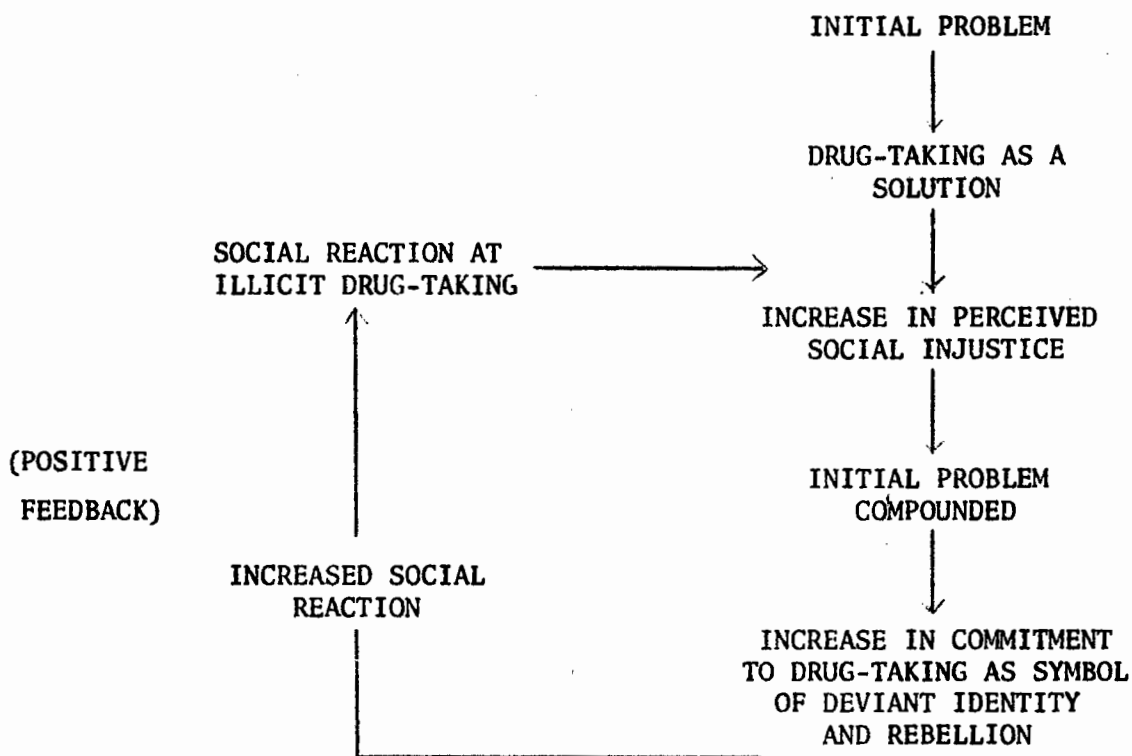 INITIAL PROBLEM
DRUG-TAKING AS A
SOLUTION
SOCIAL REACTION AT
ILLICIT DRUG-TAKING
INCREASE IN PERCEIVED
SOCIAL INJUSTICE
(POSITIVE
FEEDBACK)
INITIAL PROBLEM
COMPOUNDED
INCREASED SOCIAL
REACTION
INCREASE IN COMMITMENT
TO DRUG-TAKING AS SYMBOL
OF DEVIANT IDENTITY
AND REBELLION